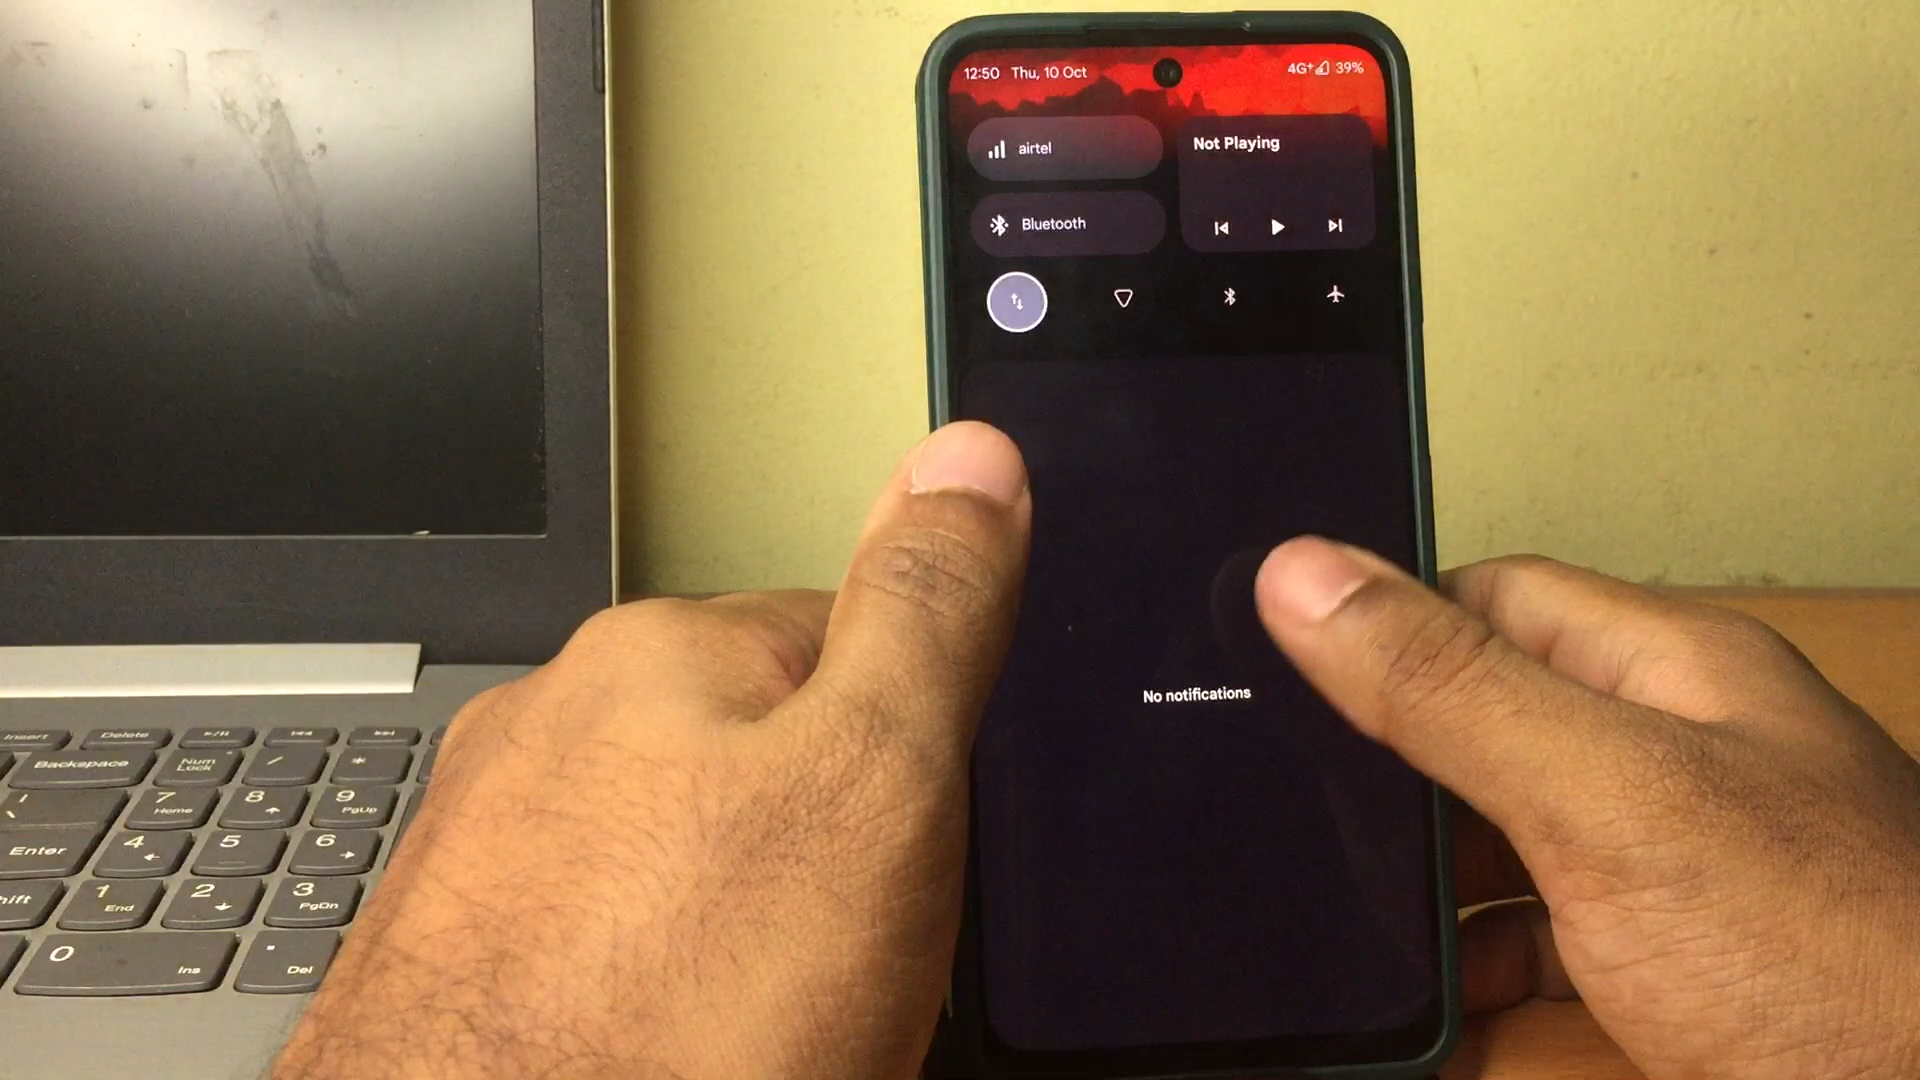 12:50 Thu, 10 Oct
4G+ 39%
airtel
Not Playing
Bluetooth
No notifications
Insert
Delete
Backspace
Num
Lock
/
*
7
Home
8
9
PgUp
Enter
4
5
6
1
End
2
3
PgDn
0
Ins
.
Del